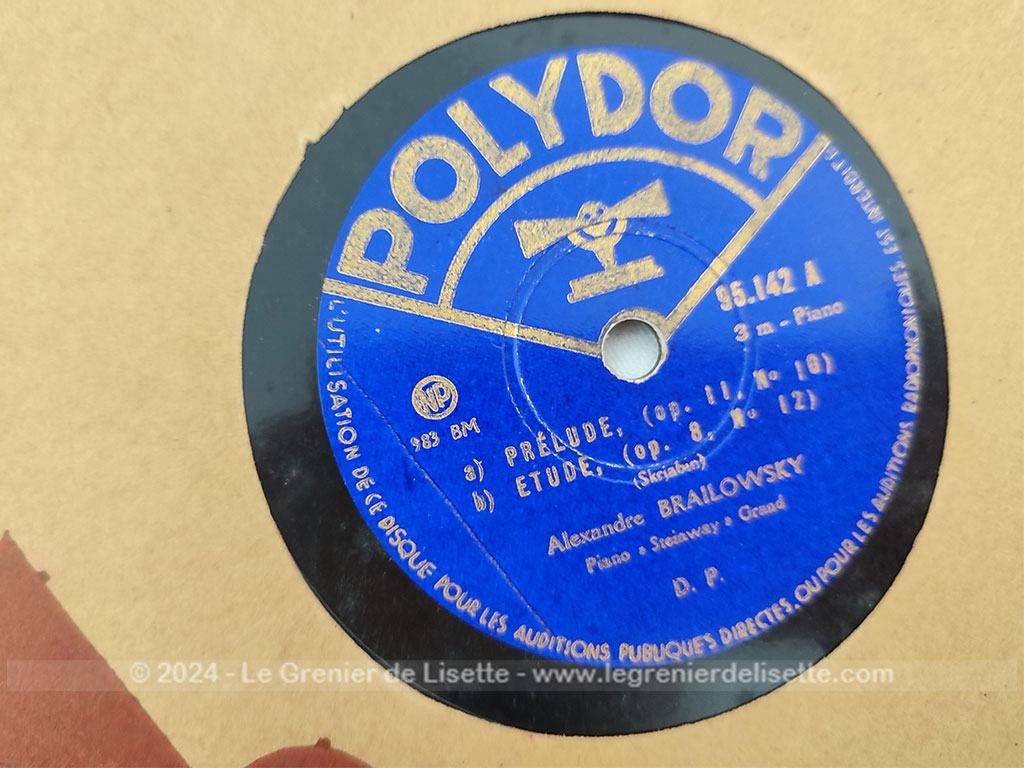 POLYDOR
95.142 A
3 m - Piano
NP
983 BM
a) PRÉLUDE, (op. 11, Nº 10)
b) ETUDE, (op. 8, Nº 12)
(Skrjabin)
Alexandre BRAILOWSKY
Piano • Steinway • Grand
D. P.
L'UTILISATION DE CE DISQUE POUR LES AUDITIONS PUBLIQUES DIRECTES, OU POUR LES AUDITIONS RADIOPHONIQUES, EST INTERDITE
© 2024 - Le Grenier de Lisette - www.legrenierdelisette.com